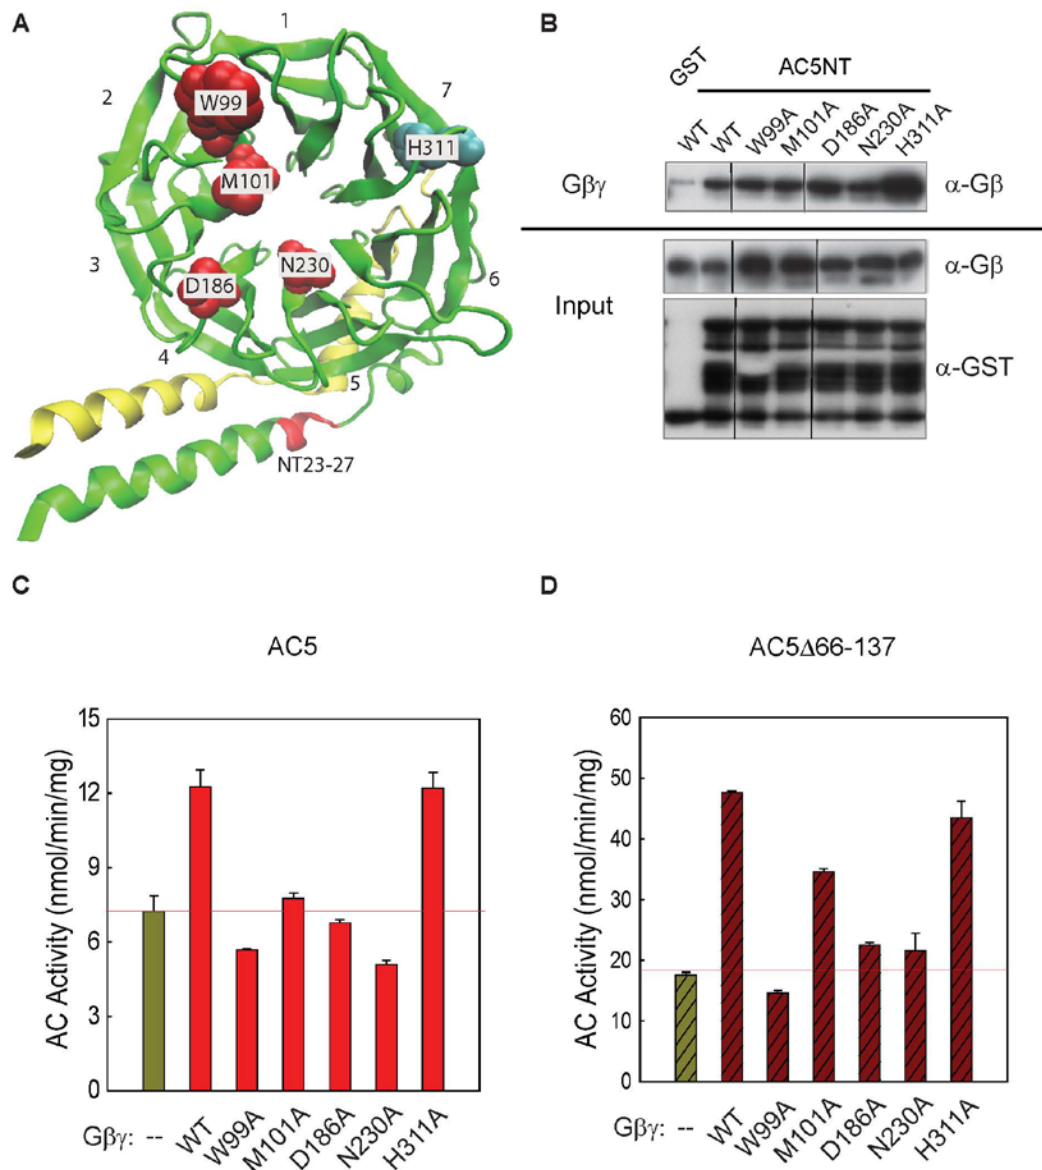 A
1
2
7
W99
H311
M101
3
N230
D186
6
4
5
NT23-27
B
GST
AC5NT
WT WT W99A M101A D186A N230A H311A
Gβγ α-Gβ
α-Gβ
Input
α-GST
C
AC5
AC Activity (nmol/min/mg)
15
12
9
6
3
0
Gβγ: -- WT W99A M101A D186A N230A H311A
D
AC5Δ66-137
AC Activity (nmol/min/mg)
60
50
40
30
20
10
0
-- WT W99A M101A D186A N230A H311A